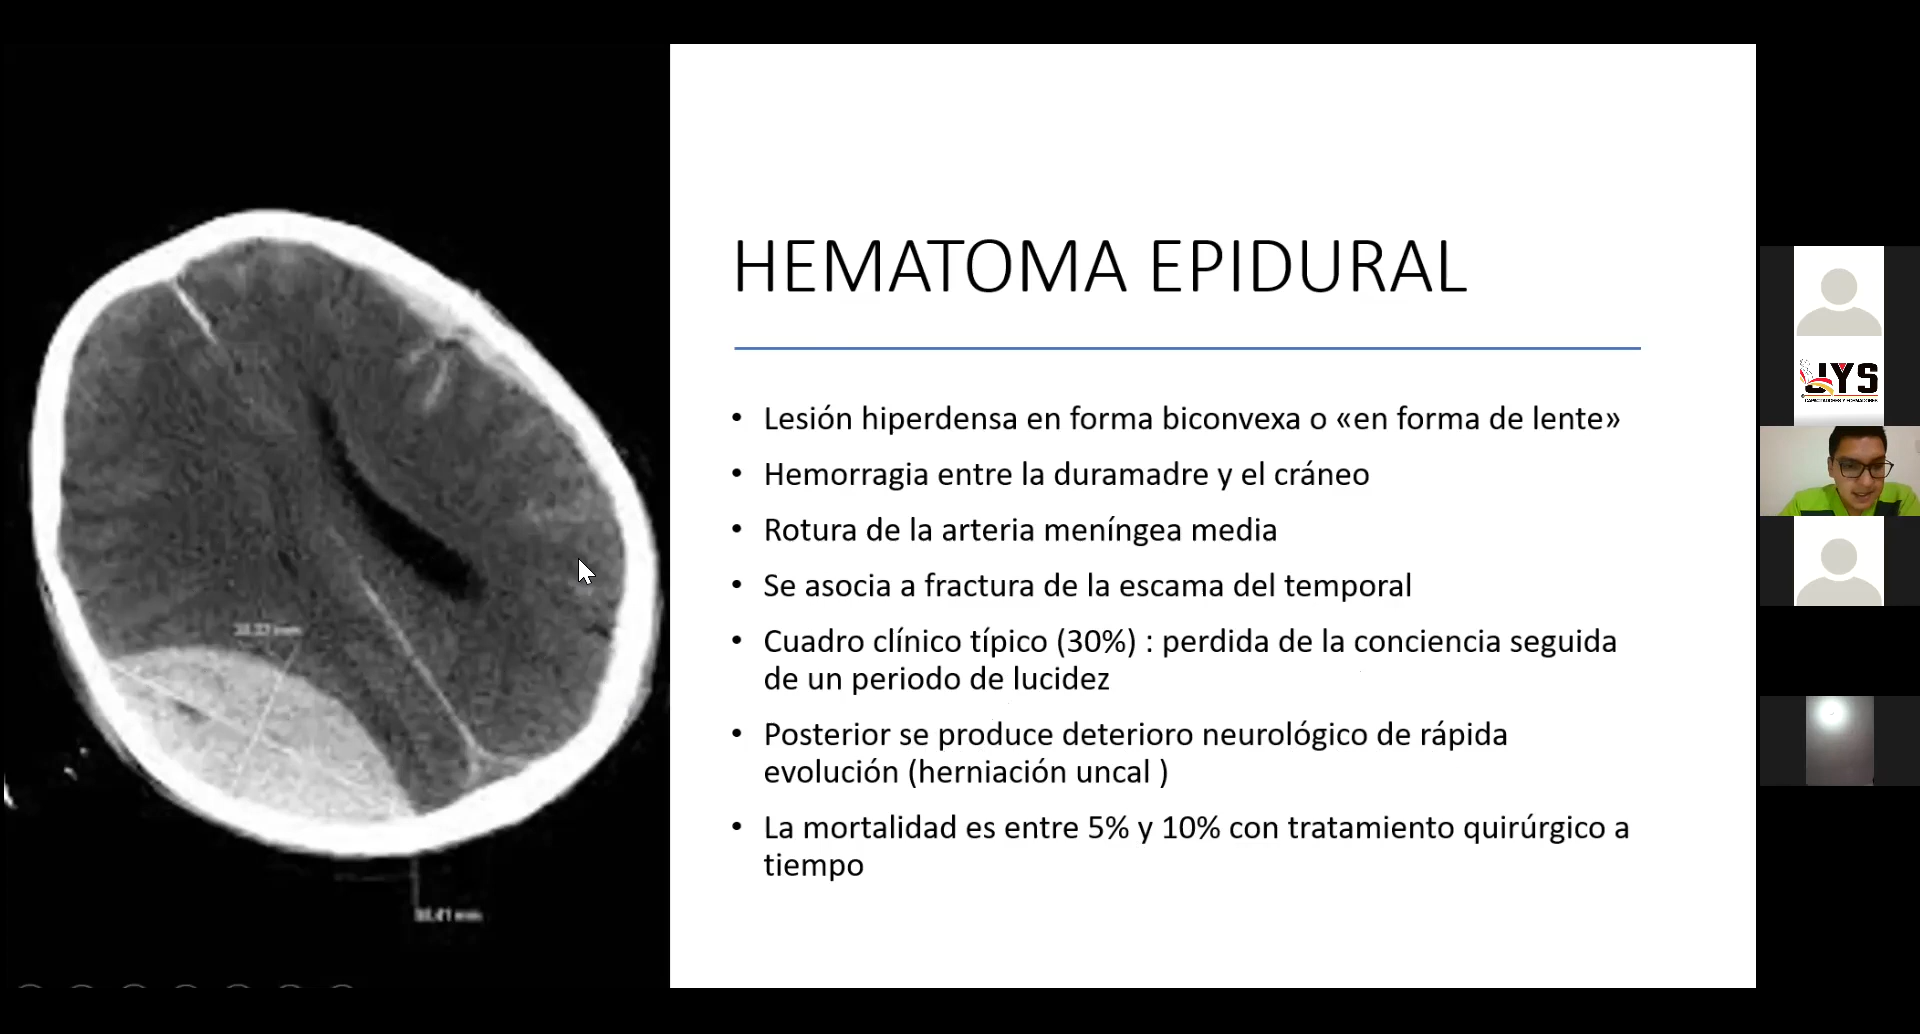 HEMATOMA EPIDURAL
• Lesión hiperdensa en forma biconvexa o «en forma de lente»
• Hemorragia entre la duramadre y el cráneo
• Rotura de la arteria meníngea media
• Se asocia a fractura de la escama del temporal
• Cuadro clínico típico (30%) : perdida de la conciencia seguida
de un periodo de lucidez
• Posterior se produce deterioro neurológico de rápida
evolución (herniación uncal )
• La mortalidad es entre 5% y 10% con tratamiento quirúrgico a
tiempo
JYS
CAPACITADORES Y FORMADORES